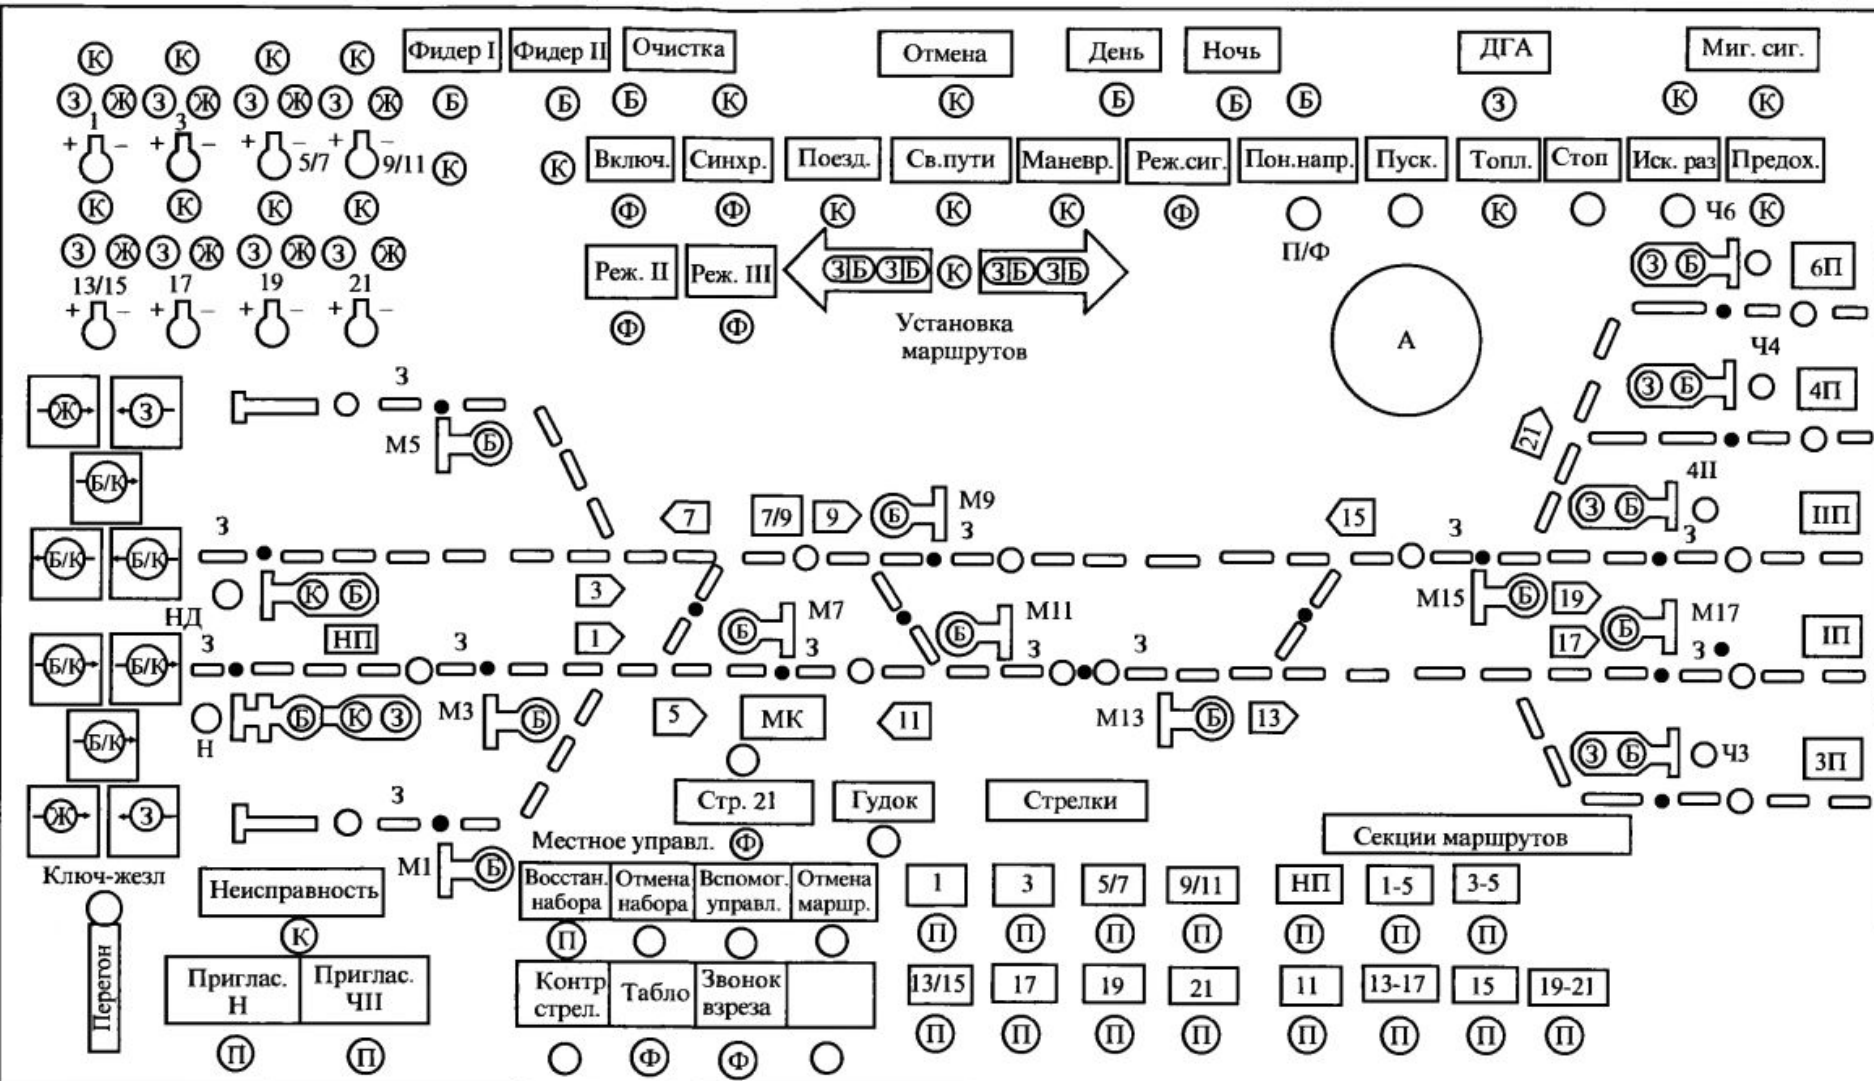 К К К К Фидер I Фидер II Очистка Отмена День Ночь ДГА Миг. сиг.
З Ж З Ж З Ж З Ж Б Б Б К К Б Б Б З К К
1 3
+ − + − + − 5/7 + − 9/11 К К Включ. Синхр. Поезд. Св.пути Маневр. Реж.сиг. Пон.напр. Пуск. Топл. Стоп Иск. раз Предох.
К К К К Ф Ф К К К Ф П/Ф К Ч6 К
З Ж З Ж З Ж З Ж Реж. II Реж. III ЗБ ЗБ К ЗБ ЗБ З Б 6П
13/15 17 19 21
+ − + − + − + − Ф Ф Установка
маршрутов
А
Ч4
З Б 4П
Ж З З
М5 Б
21
Б/К 4II
З 7 7/9 9 Б М9 З 15 З З Б З IIП
Б/К Б/К
НД К Б 3 М15 Б 19
З НП З 1 Б М7 З Б М11 З З 17 Б М17 З IП
Б/К Б/К
Н Б К З М3 Б 5 МК 11 М13 Б 13
Б/К З Б Ч3 3П
Ж З З Стр. 21 Гудок Стрелки
Местное управл. Ф Секции маршрутов
Ключ-жезл М1 Б
Неисправность Восстан.
набора Отмена
набора Вспомог.
управл. Отмена
маршр. 1 3 5/7 9/11 НП 1-5 3-5
К П П П П П П П П
Перегон Приглас.
Н Приглас.
ЧII Контр
стрел. Табло Звонок
взреза 13/15 17 19 21 11 13-17 15 19-21
П П Ф Ф П П П П П П П П